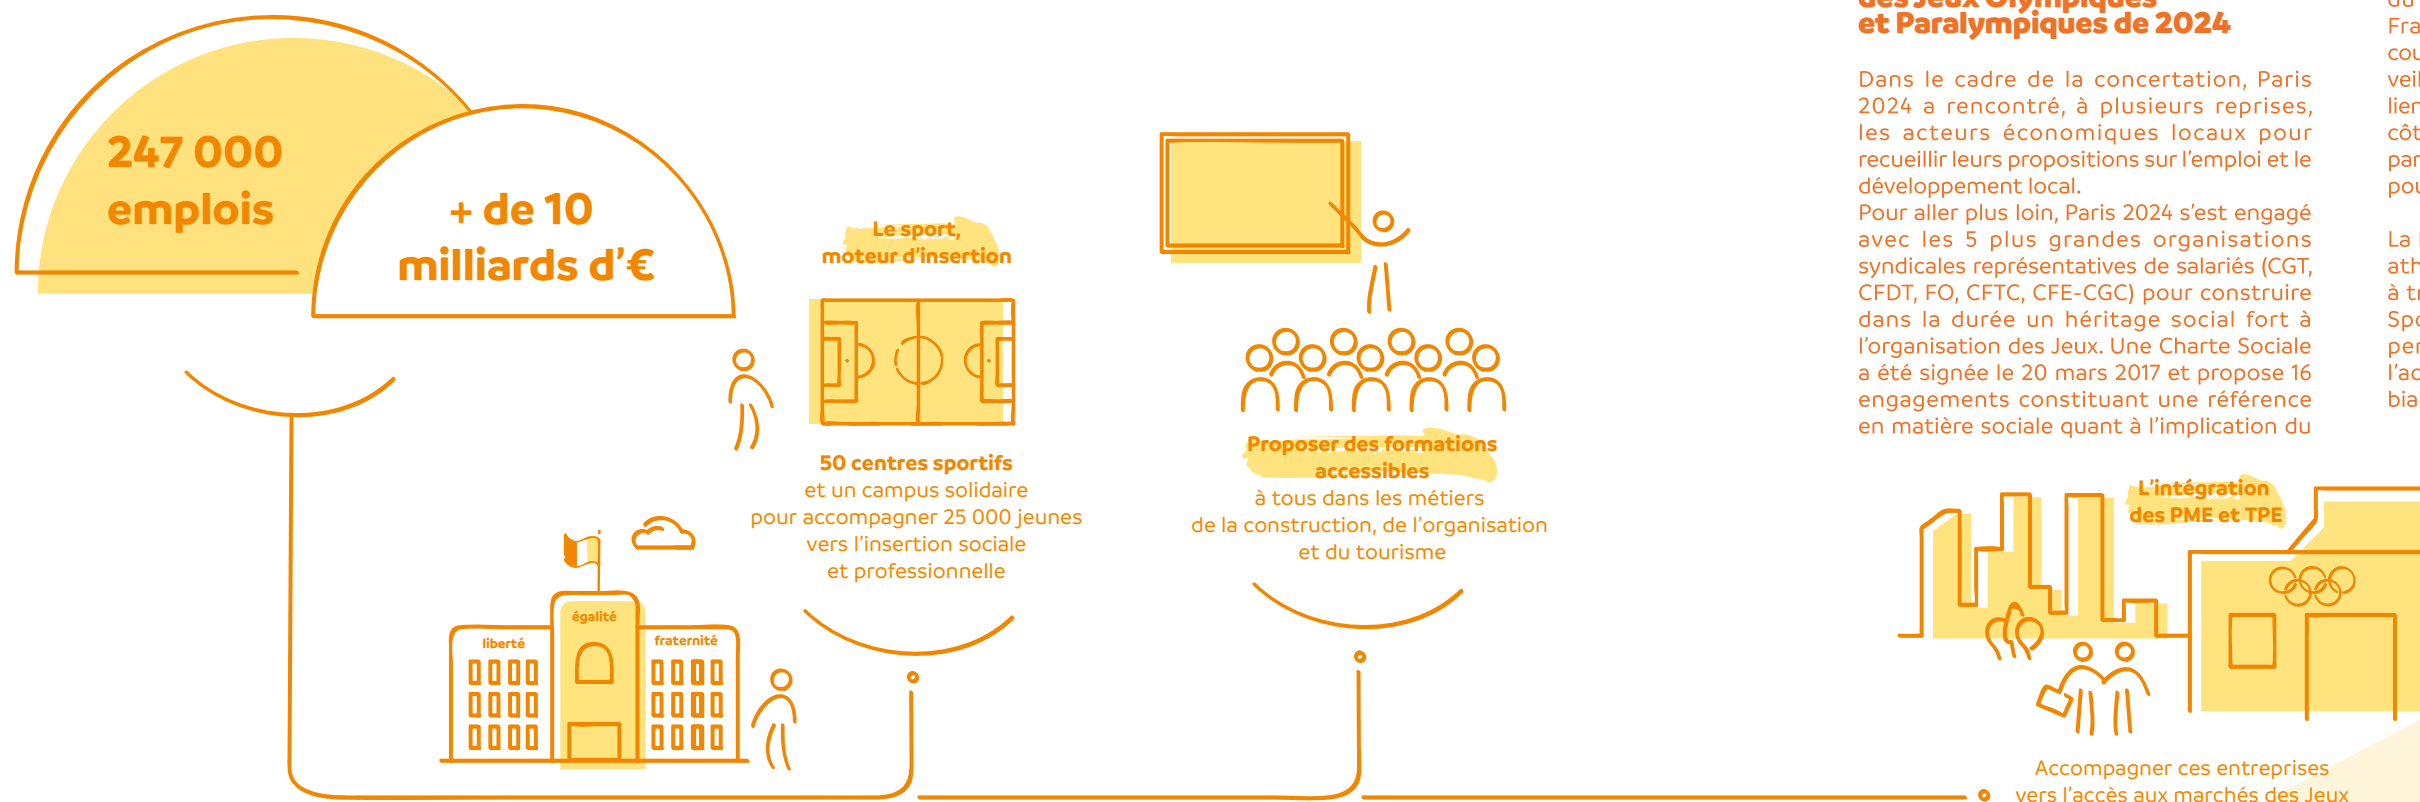 247 000
emplois
+ de 10
milliards d'€
Le sport,
moteur d'insertion
50 centres sportifs
et un campus solidaire
pour accompagner 25 000 jeunes
vers l'insertion sociale
et professionnelle
liberté
égalité
fraternité
Proposer des formations
accessibles
à tous dans les métiers
de la construction, de l'organisation
et du tourisme
des Jeux Olympiques
et Paralympiques de 2024
Dans le cadre de la concertation, Paris
2024 a rencontré, à plusieurs reprises,
les acteurs économiques locaux pour
recueillir leurs propositions sur l'emploi et le
développement local.
Pour aller plus loin, Paris 2024 s'est engagé
avec les 5 plus grandes organisations
syndicales représentatives de salariés (CGT,
CFDT, FO, CFTC, CFE-CGC) pour construire
dans la durée un héritage social fort à
l'organisation des Jeux. Une Charte Sociale
a été signée le 20 mars 2017 et propose 16
engagements constituant une référence
en matière sociale quant à l'implication du
L'intégration
des PME et TPE
Accompagner ces entreprises
vers l'accès aux marchés des Jeux